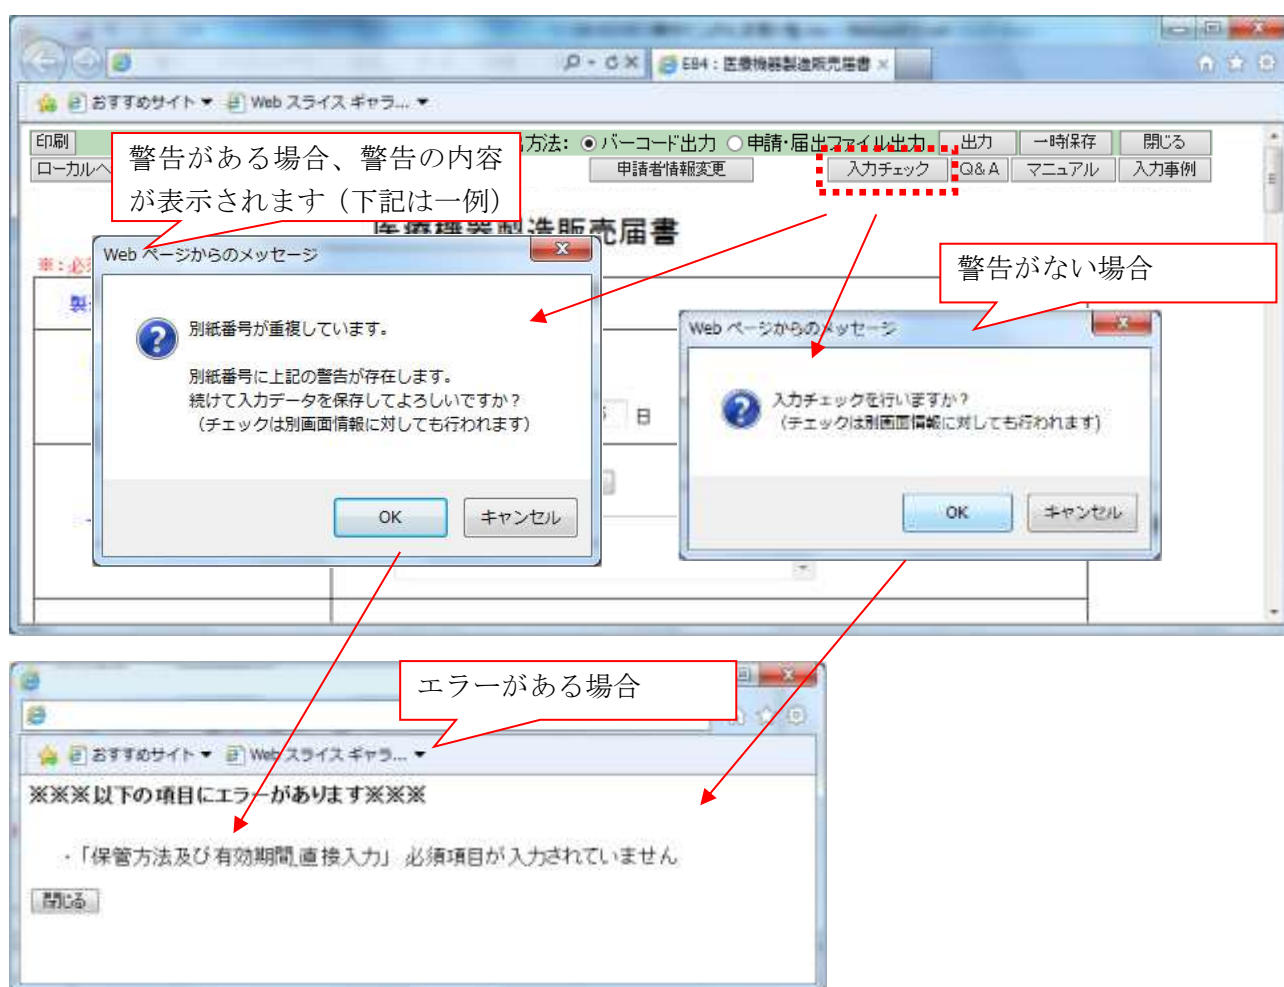 E84：医療機器製造販売届書
おすすめサイト ▼ Web スライス ギャラ... ▼
印刷
方法：
バーコード出力
申請・届出ファイル出力
出力
一時保存
閉じる
ローカルへ
申請者情報変更
入力チェック
Q&A
マニュアル
入力事例
警告がある場合、警告の内容
が表示されます（下記は一例）
医療機器製造販売届書
※：必
製
日
Web ページからのメッセージ
別紙番号が重複しています。
別紙番号に上記の警告が存在します。
続けて入力データを保存してよろしいですか？
（チェックは別画面情報に対しても行われます）
OK
キャンセル
警告がない場合
Web ページからのメッセージ
入力チェックを行いますか？
（チェックは別画面情報に対しても行われます）
OK
キャンセル
エラーがある場合
おすすめサイト ▼ Web スライス ギャラ... ▼
※※※以下の項目にエラーがあります※※※
・「保管方法及び有効期間_直接入力」 必須項目が入力されていません
閉じる